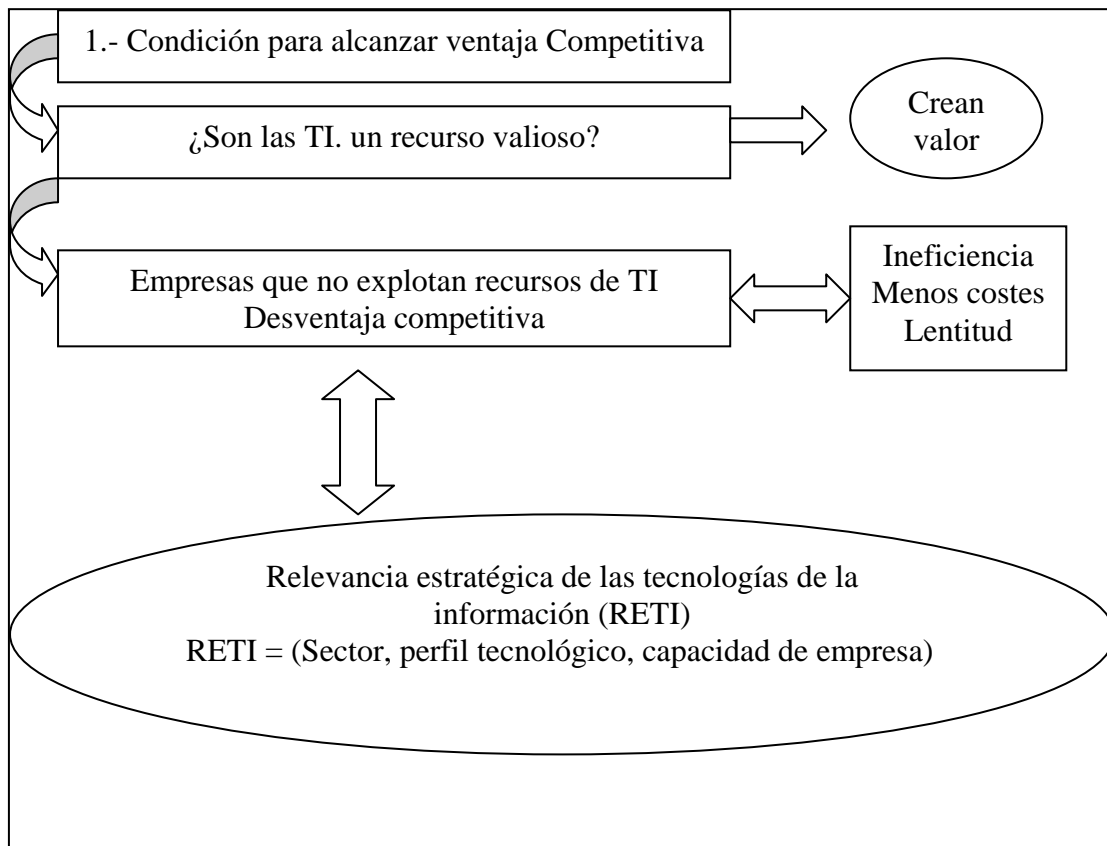 1.- Condición para alcanzar ventaja Competitiva
¿Son las TI. un recurso valioso?
Crean
valor
Empresas que no explotan recursos de TI
Desventaja competitiva
Ineficiencia
Menos costes
Lentitud
Relevancia estratégica de las tecnologías de la
información (RETI)
RETI = (Sector, perfil tecnológico, capacidad de empresa)